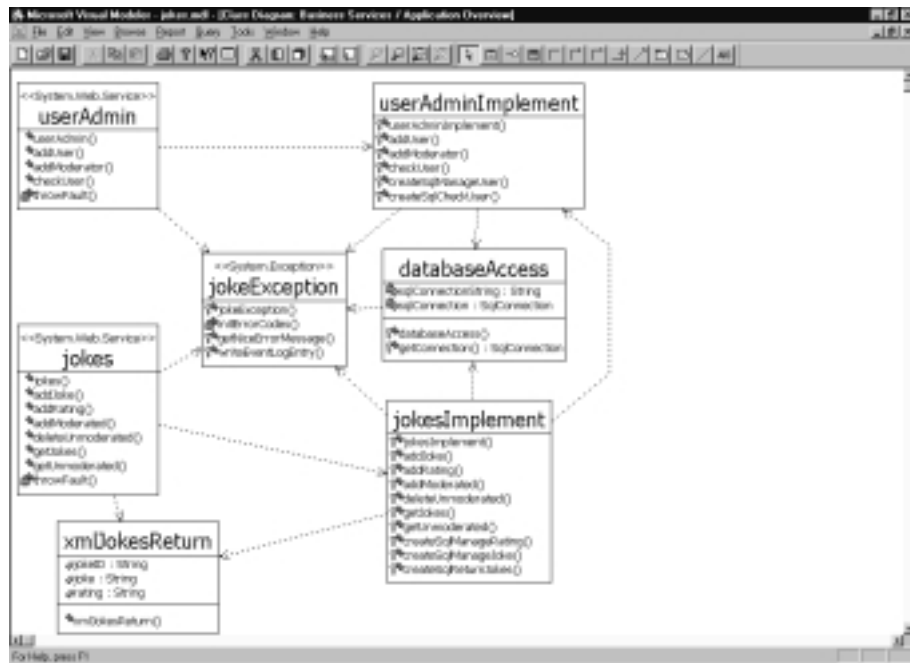 Microsoft Visual Modeler - jokes.mdl - [Class Diagram: Business Services / Application Overview]
File Edit View Browse Report Query Tools Window Help
<<System.Web.Service>>
userAdmin
userAdmin()
addUser()
addModerator()
checkUser()
throwFault()
userAdminImplement
userAdminImplement()
addUser()
addModerator()
checkUser()
createSqlManageUser()
createSqlCheckUser()
<<System.Exception>>
jokeException
jokeException()
initErrorCodes()
getNiceErrorMessage()
writeEventLogEntry()
databaseAccess
sqlConnectionString : String
sqlConnection : SqlConnection
databaseAccess()
getConnection() : SqlConnection
<<System.Web.Service>>
jokes
jokes()
addJoke()
addRating()
addModerated()
deleteUnmoderated()
getJokes()
getUnmoderated()
throwFault()
jokesImplement
jokesImplement()
addJoke()
addRating()
addModerated()
deleteUnmoderated()
getJokes()
getUnmoderated()
createSqlManageRating()
createSqlManageJoke()
createSqlReturnJokes()
xmlJokesReturn
jokeID : String
joke : String
rating : String
xmlJokesReturn()
For Help, press F1